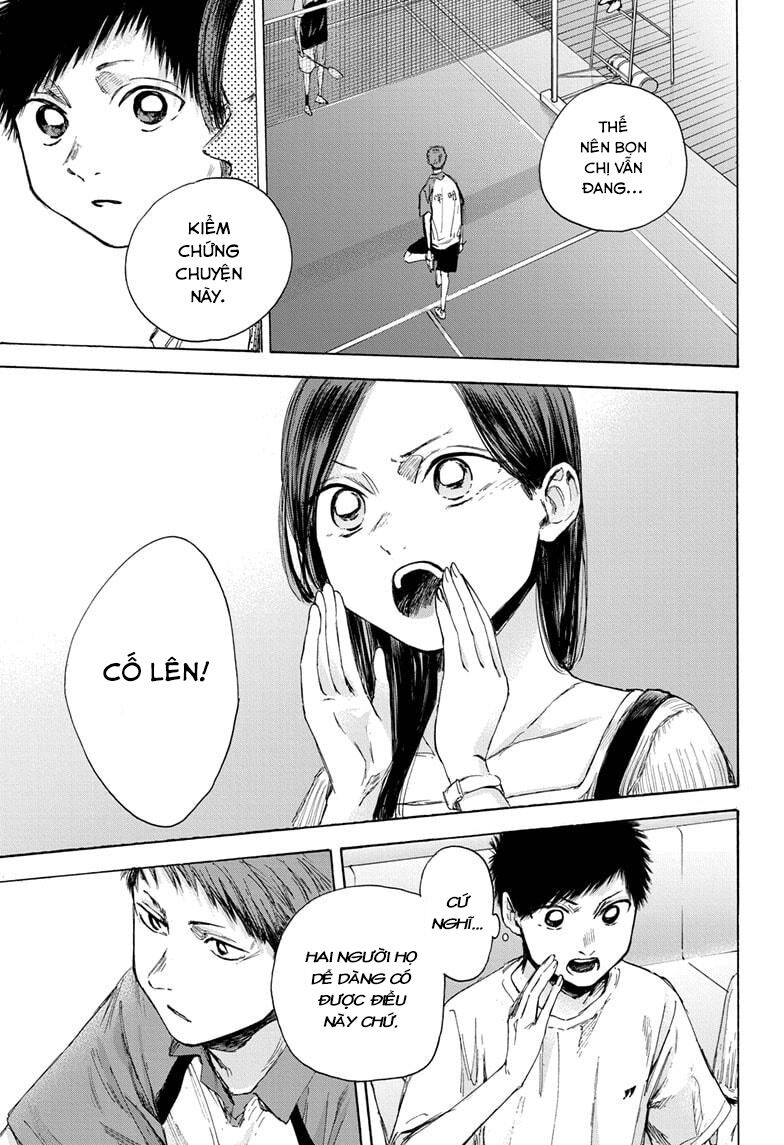 THẾ
NÊN BỌN
CHỊ VẪN
ĐANG...
KIỂM
CHỨNG
CHUYỆN
NÀY.
CỐ LÊN!
CỨ
NGHĨ...
HAI NGƯỜI HỌ
DỄ DÀNG CÓ
ĐƯỢC ĐIỀU
NÀY CHỨ.